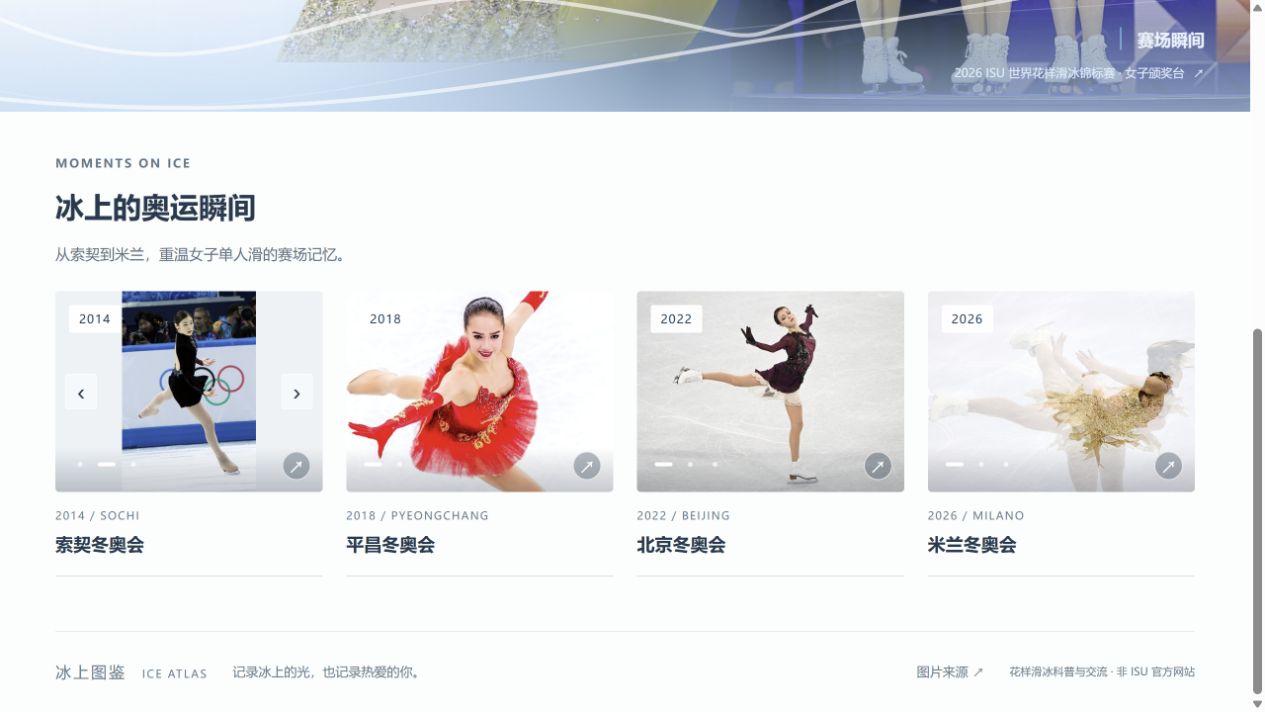 赛场瞬间
2026 ISU 世界花样滑冰锦标赛 · 女子颁奖台 ↗
MOMENTS ON ICE
冰上的奥运瞬间
从索契到米兰，重温女子单人滑的赛场记忆。
2014
2018
2022
2026
2014 / SOCHI
2018 / PYEONGCHANG
2022 / BEIJING
2026 / MILANO
索契冬奥会
平昌冬奥会
北京冬奥会
米兰冬奥会
冰上图鉴 ICE ATLAS 记录冰上的光，也记录热爱的你。 图片来源 ↗ 花样滑冰科普与交流 · 非 ISU 官方网站